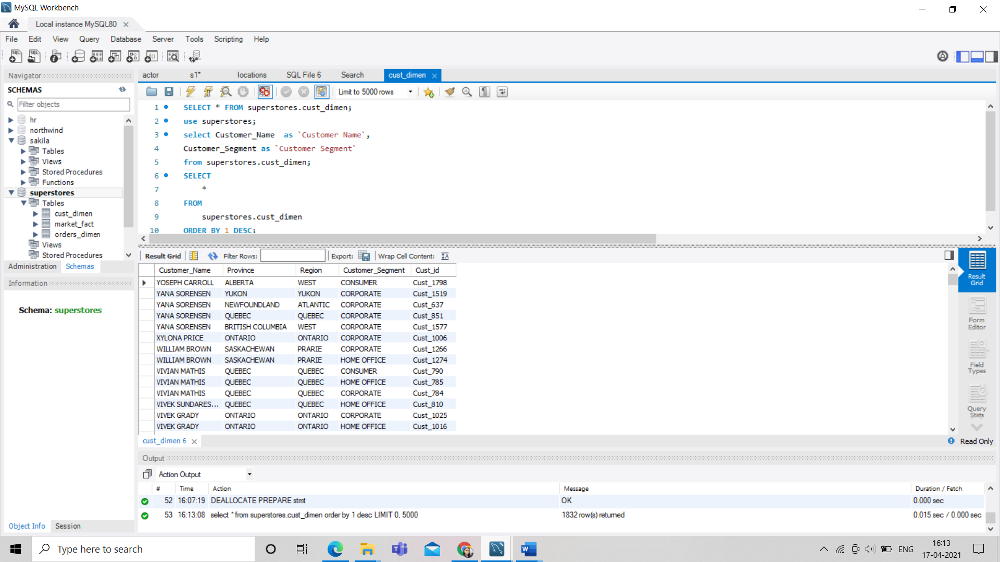 MySQL Workbench
Local instance MySQL80
File Edit View Query Database Server Tools Scripting Help
Navigator
SCHEMAS
Filter objects
hr
northwind
sakila
Tables
Views
Stored Procedures
Functions
superstores
Tables
cust_dimen
market_fact
orders_dimen
Views
Stored Procedures
Administration Schemas
Information
Schema: superstores
Object Info Session
actor s1* locations SQL File 6 Search cust_dimen
Limit to 5000 rows
1 SELECT * FROM superstores.cust_dimen;
2 use superstores;
3 select Customer_Name as `Customer Name`,
4 Customer_Segment as `Customer Segment`
5 from superstores.cust_dimen;
6 SELECT
7 *
8 FROM
9 superstores.cust_dimen
10 ORDER BY 1 DESC;
Result Grid Filter Rows: Export: Wrap Cell Content:
Customer_Name Province Region Customer_Segment Cust_id
YOSEPH CARROLL ALBERTA WEST CONSUMER Cust_1798
YANA SORENSEN YUKON YUKON CORPORATE Cust_1519
YANA SORENSEN NEWFOUNDLAND ATLANTIC CORPORATE Cust_637
YANA SORENSEN QUEBEC QUEBEC CORPORATE Cust_851
YANA SORENSEN BRITISH COLUMBIA WEST CORPORATE Cust_1577
XYLONA PRICE ONTARIO ONTARIO CORPORATE Cust_1006
WILLIAM BROWN SASKACHEWAN PRARIE CORPORATE Cust_1266
WILLIAM BROWN SASKACHEWAN PRARIE HOME OFFICE Cust_1274
VIVIAN MATHIS QUEBEC QUEBEC CONSUMER Cust_790
VIVIAN MATHIS QUEBEC QUEBEC HOME OFFICE Cust_785
VIVIAN MATHIS QUEBEC QUEBEC CORPORATE Cust_784
VIVEK SUNDARES... QUEBEC QUEBEC HOME OFFICE Cust_810
VIVEK GRADY ONTARIO ONTARIO CORPORATE Cust_1025
VIVEK GRADY ONTARIO ONTARIO HOME OFFICE Cust_1016
Result
Grid
Form
Editor
Field
Types
Query
Stats
cust_dimen 6
Read Only
Output
Action Output
# Time Action Message Duration / Fetch
52 16:07:19 DEALLOCATE PREPARE stmt OK 0.000 sec
53 16:13:08 select * from superstores.cust_dimen order by 1 desc LIMIT 0, 5000 1832 row(s) returned 0.015 sec / 0.000 sec
Type here to search
ENG
16:13
17-04-2021